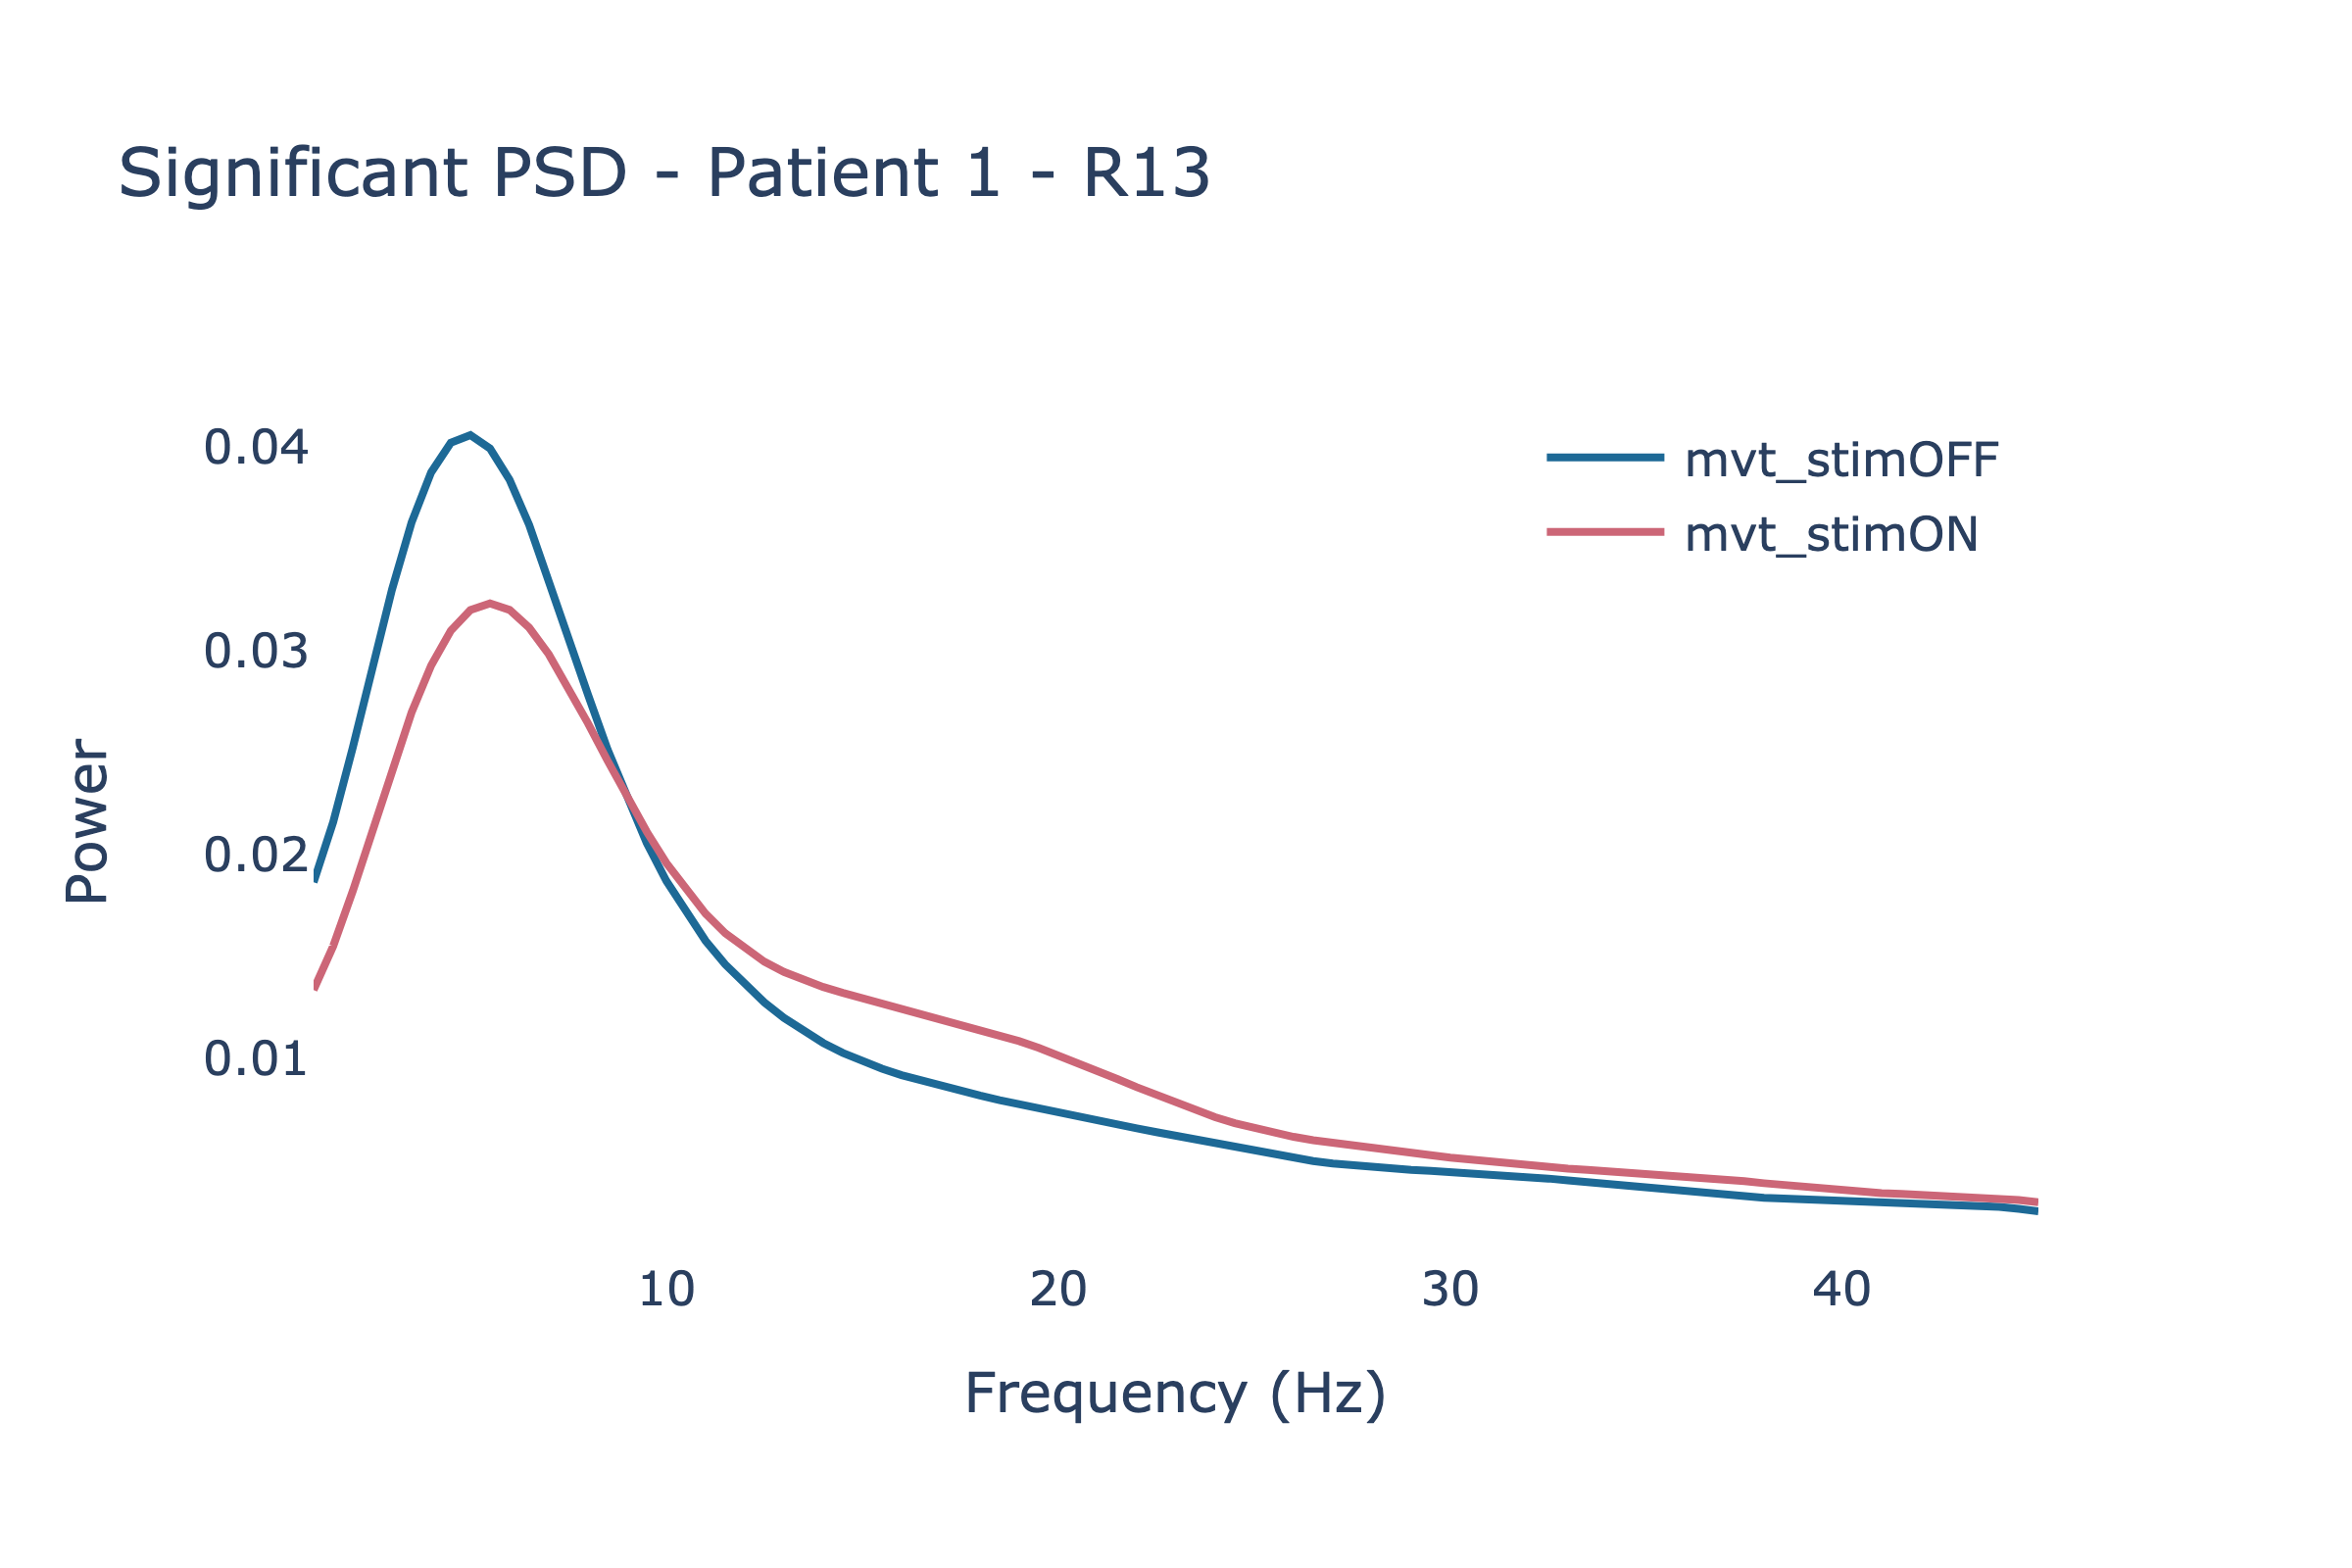 Significant PSD - Patient 1 - R13
mvt_stimOFF
mvt_stimON
0.04
0.03
0.02
0.01
Power
10 20 30 40
Frequency (Hz)